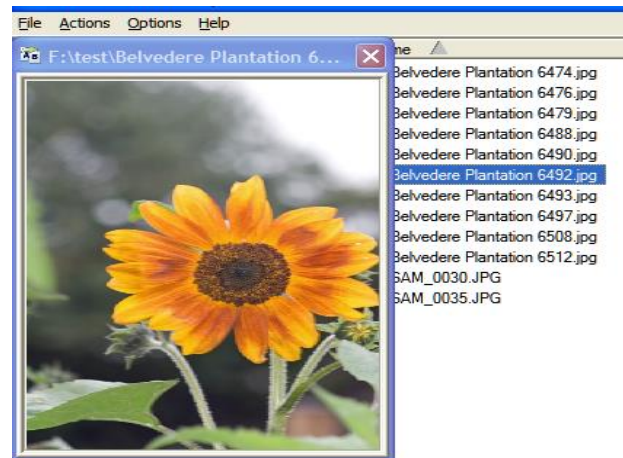 File Actions Options Help
F:\test\Belvedere Plantation 6...
me
Belvedere Plantation 6474.jpg
Belvedere Plantation 6476.jpg
Belvedere Plantation 6479.jpg
Belvedere Plantation 6488.jpg
Belvedere Plantation 6490.jpg
Belvedere Plantation 6492.jpg
Belvedere Plantation 6493.jpg
Belvedere Plantation 6497.jpg
Belvedere Plantation 6508.jpg
Belvedere Plantation 6512.jpg
SAM_0030.JPG
SAM_0035.JPG